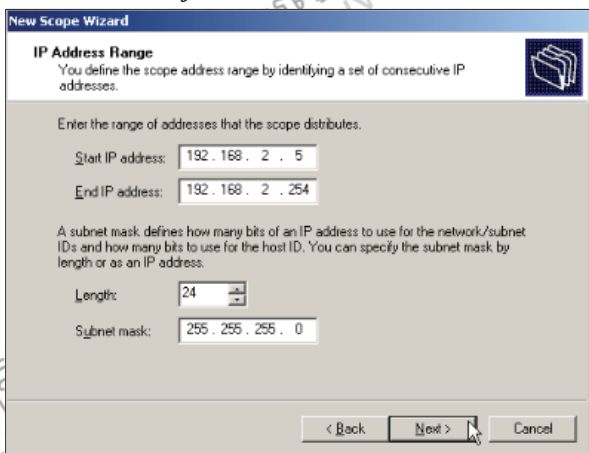 New Scope Wizard
IP Address Range
You define the scope address range by identifying a set of consecutive IP
addresses.
Enter the range of addresses that the scope distributes.
Start IP address: 192 . 168 . 2 . 5
End IP address: 192 . 168 . 2 . 254
A subnet mask defines how many bits of an IP address to use for the network/subnet
IDs and how many bits to use for the host ID. You can specify the subnet mask by
length or as an IP address.
Length: 24
Subnet mask: 255 . 255 . 255 . 0
< Back Next > Cancel